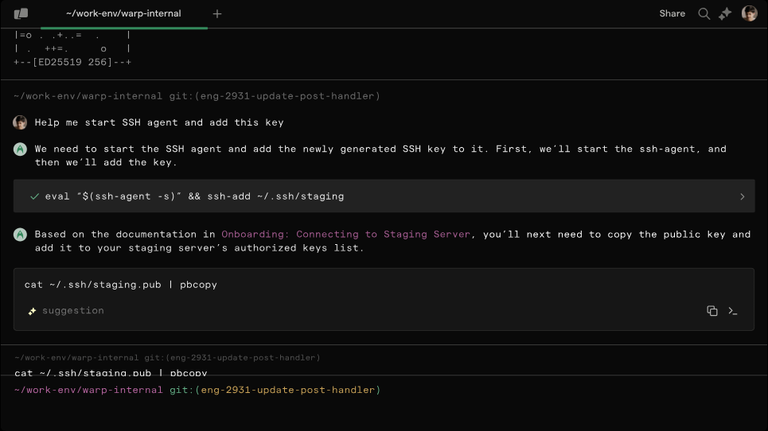 ~/work-env/warp-internal
Share
|=o . .+..= . |
| . ++=. o |
+--[ED25519 256]--+
~/work-env/warp-internal git:(eng-2931-update-post-handler)
Help me start SSH agent and add this key
We need to start the SSH agent and add the newly generated SSH key to it. First, we’ll start the ssh-agent, and
then we’ll add the key.
eval “$(ssh-agent -s)” && ssh-add ~/.ssh/staging
Based on the documentation in Onboarding: Connecting to Staging Server, you’ll next need to copy the public key and
add it to your staging server’s authorized keys list.
cat ~/.ssh/staging.pub | pbcopy
suggestion
~/work-env/warp-internal git:(eng-2931-update-post-handler)
cat ~/.ssh/staging.pub | pbcopy
~/work-env/warp-internal git:(eng-2931-update-post-handler)